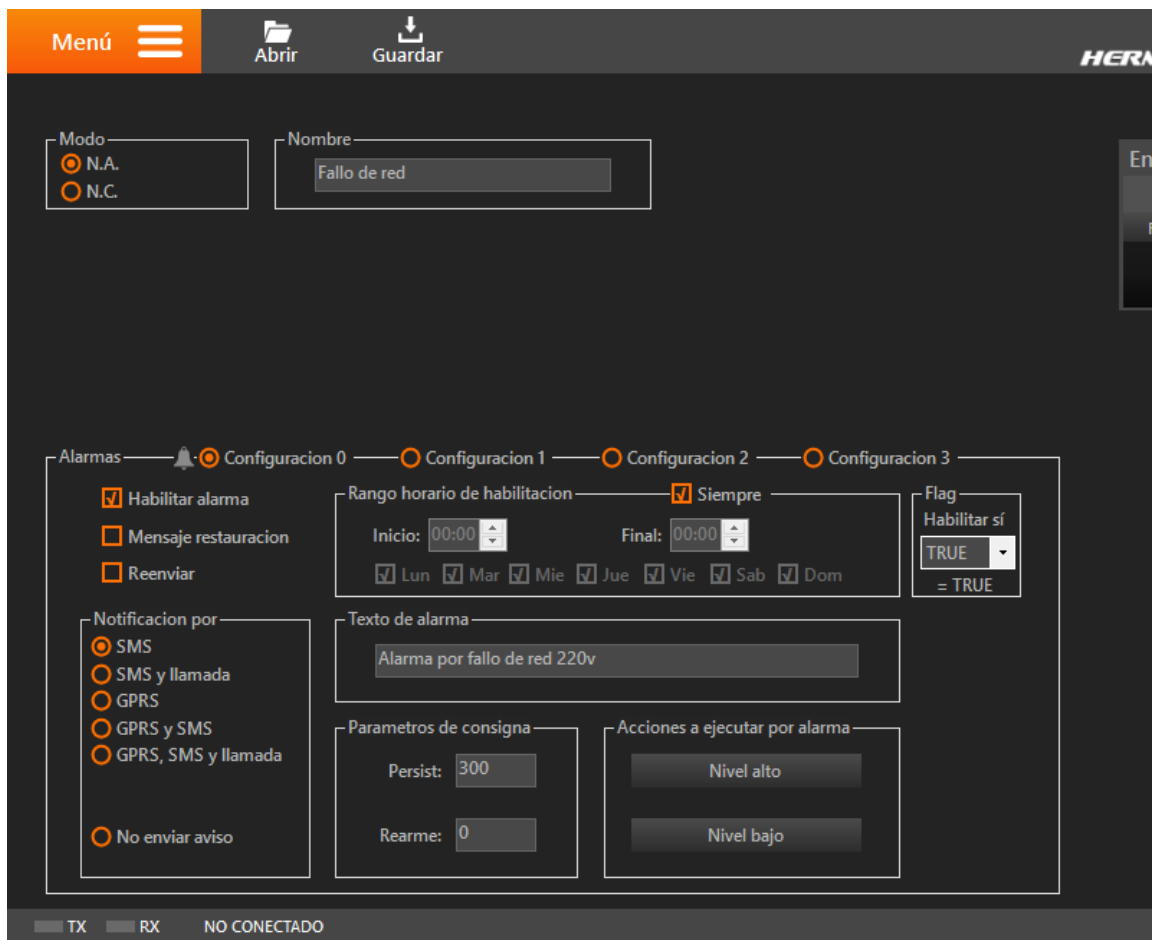 Menú
Abrir
Guardar
Modo
N.A.
N.C.
Nombre
Fallo de red
Alarmas
Configuracion 0
Configuracion 1
Configuracion 2
Configuracion 3
Habilitar alarma
Mensaje restauracion
Reenviar
Rango horario de habilitacion
Siempre
Inicio: 00:00
Final: 00:00
Lun Mar Mie Jue Vie Sab Dom
Flag
Habilitar sí
TRUE
= TRUE
Notificacion por
SMS
SMS y llamada
GPRS
GPRS y SMS
GPRS, SMS y llamada
No enviar aviso
Texto de alarma
Alarma por fallo de red 220v
Parametros de consigna
Persist: 300
Rearme: 0
Acciones a ejecutar por alarma
Nivel alto
Nivel bajo
TX RX NO CONECTADO